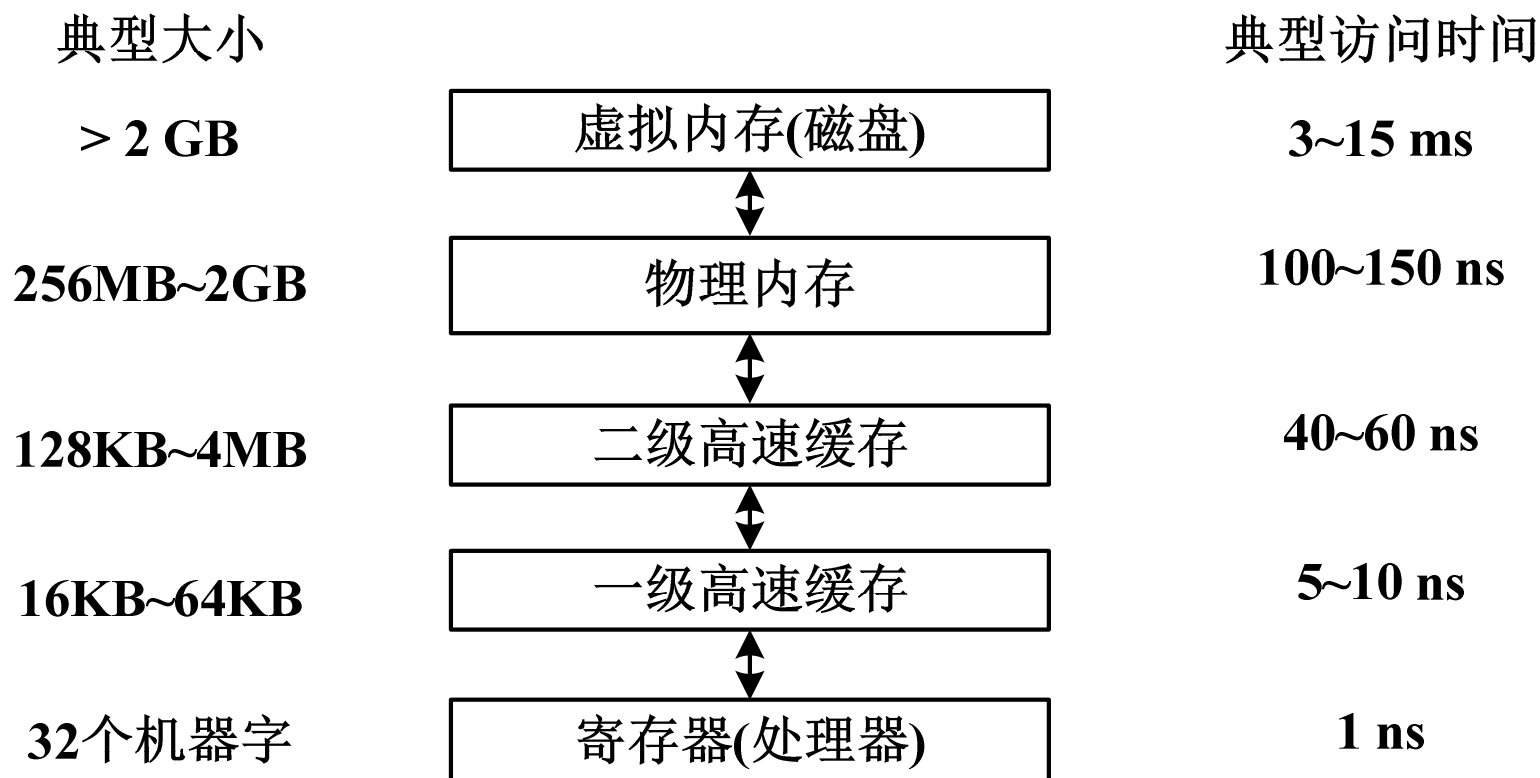 典型大小 典型访问时间
> 2 GB 虚拟内存(磁盘) 3~15 ms
256MB~2GB 物理内存 100~150 ns
128KB~4MB 二级高速缓存 40~60 ns
16KB~64KB 一级高速缓存 5~10 ns
32个机器字 寄存器(处理器) 1 ns